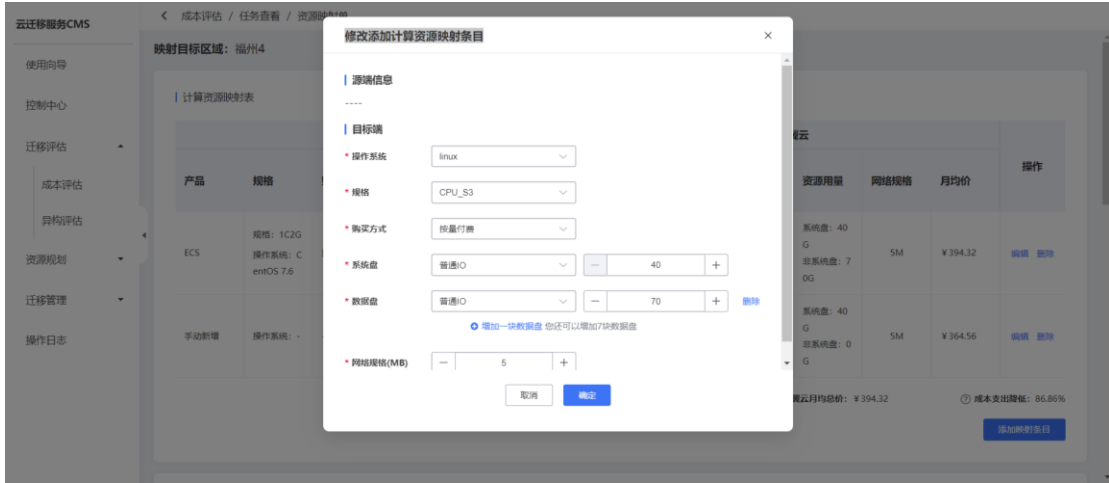 云迁移服务CMS
使用向导
控制中心
迁移评估
成本评估
异构评估
资源规划
迁移管理
操作日志
成本评估 / 任务查看 / 资源映射单
映射目标区域: 福州4
计算资源映射表
产品
规格
资源用量
网络规格
月均价
操作
ECS
规格: 1C2G
操作系统: C
entOS 7.6
系统盘: 40
G
非系统盘: 7
0G
5M
¥394.32
编辑 删除
手动新增
操作系统: -
系统盘: 40
G
非系统盘: 0
G
5M
¥364.56
编辑 删除
云月均总价: ¥394.32
成本支出降低: 86.86%
添加映射条目
修改添加计算资源映射条目
源端信息
----
目标端
* 操作系统 linux
* 规格 CPU_S3
* 购买方式 按量付费
* 系统盘 普通IO — 40 +
* 数据盘 普通IO — 70 + 删除
增加一块数据盘 您还可以增加7块数据盘
* 网络规格(MB) — 5 +
取消 确定